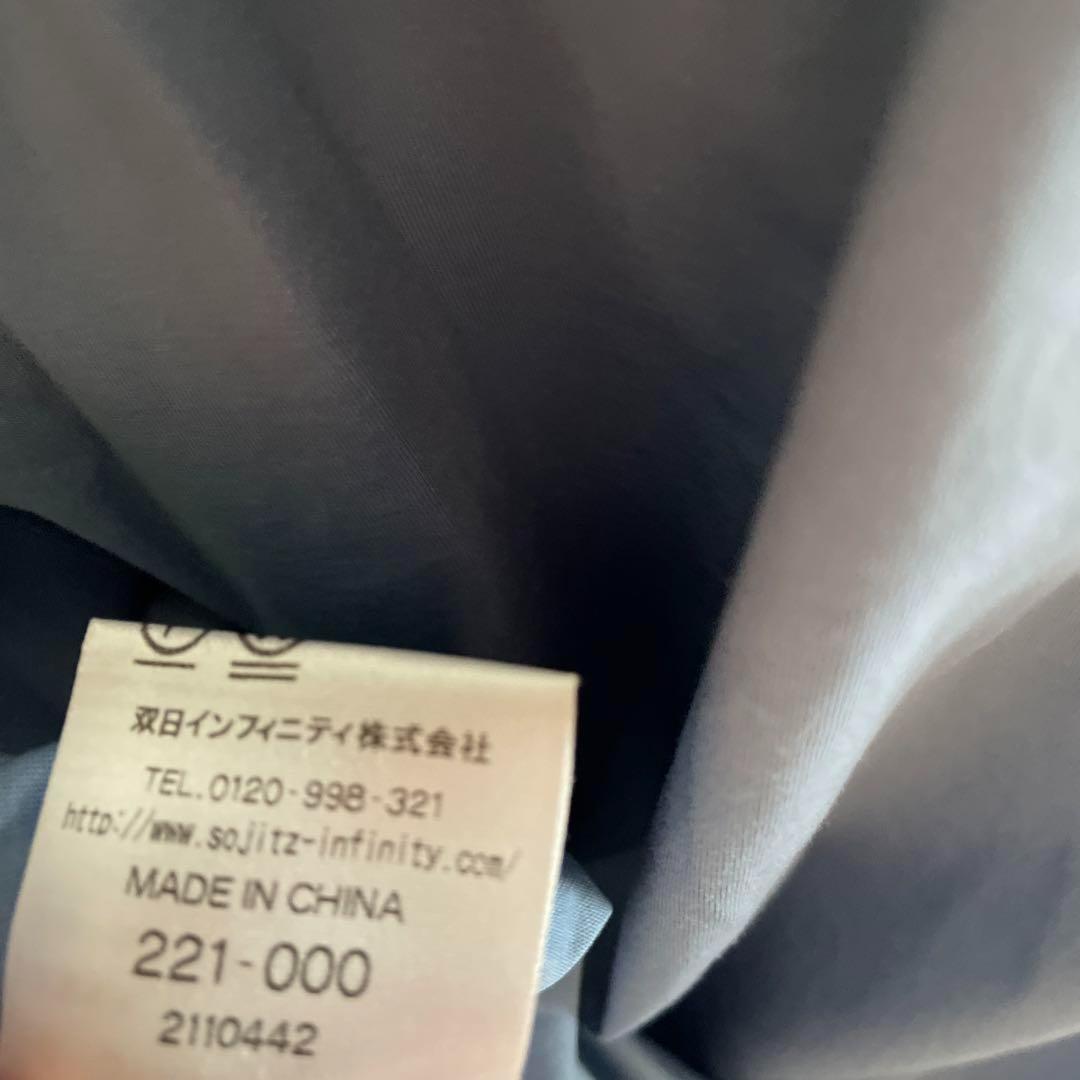 双日インフィニティ株式会社
TEL.0120-998-321
http://www.sojitz-infinity.com/
MADE IN CHINA
221-000
2110442